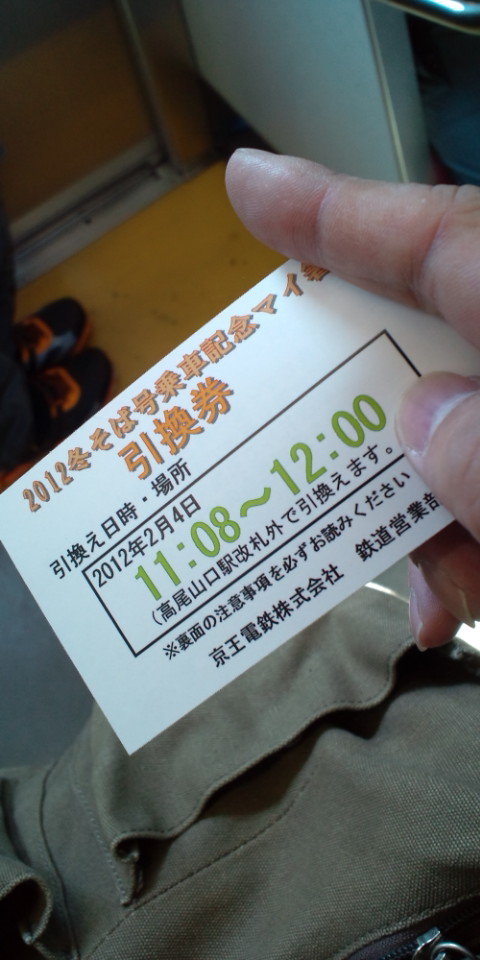 2012冬そば号乗車記念マイ箸
引換券
引換え日時・場所
2012年2月4日
11:08～12:00
(高尾山口駅改札外で引換えます。
※裏面の注意事項を必ずお読みください
京王電鉄株式会社 鉄道営業部